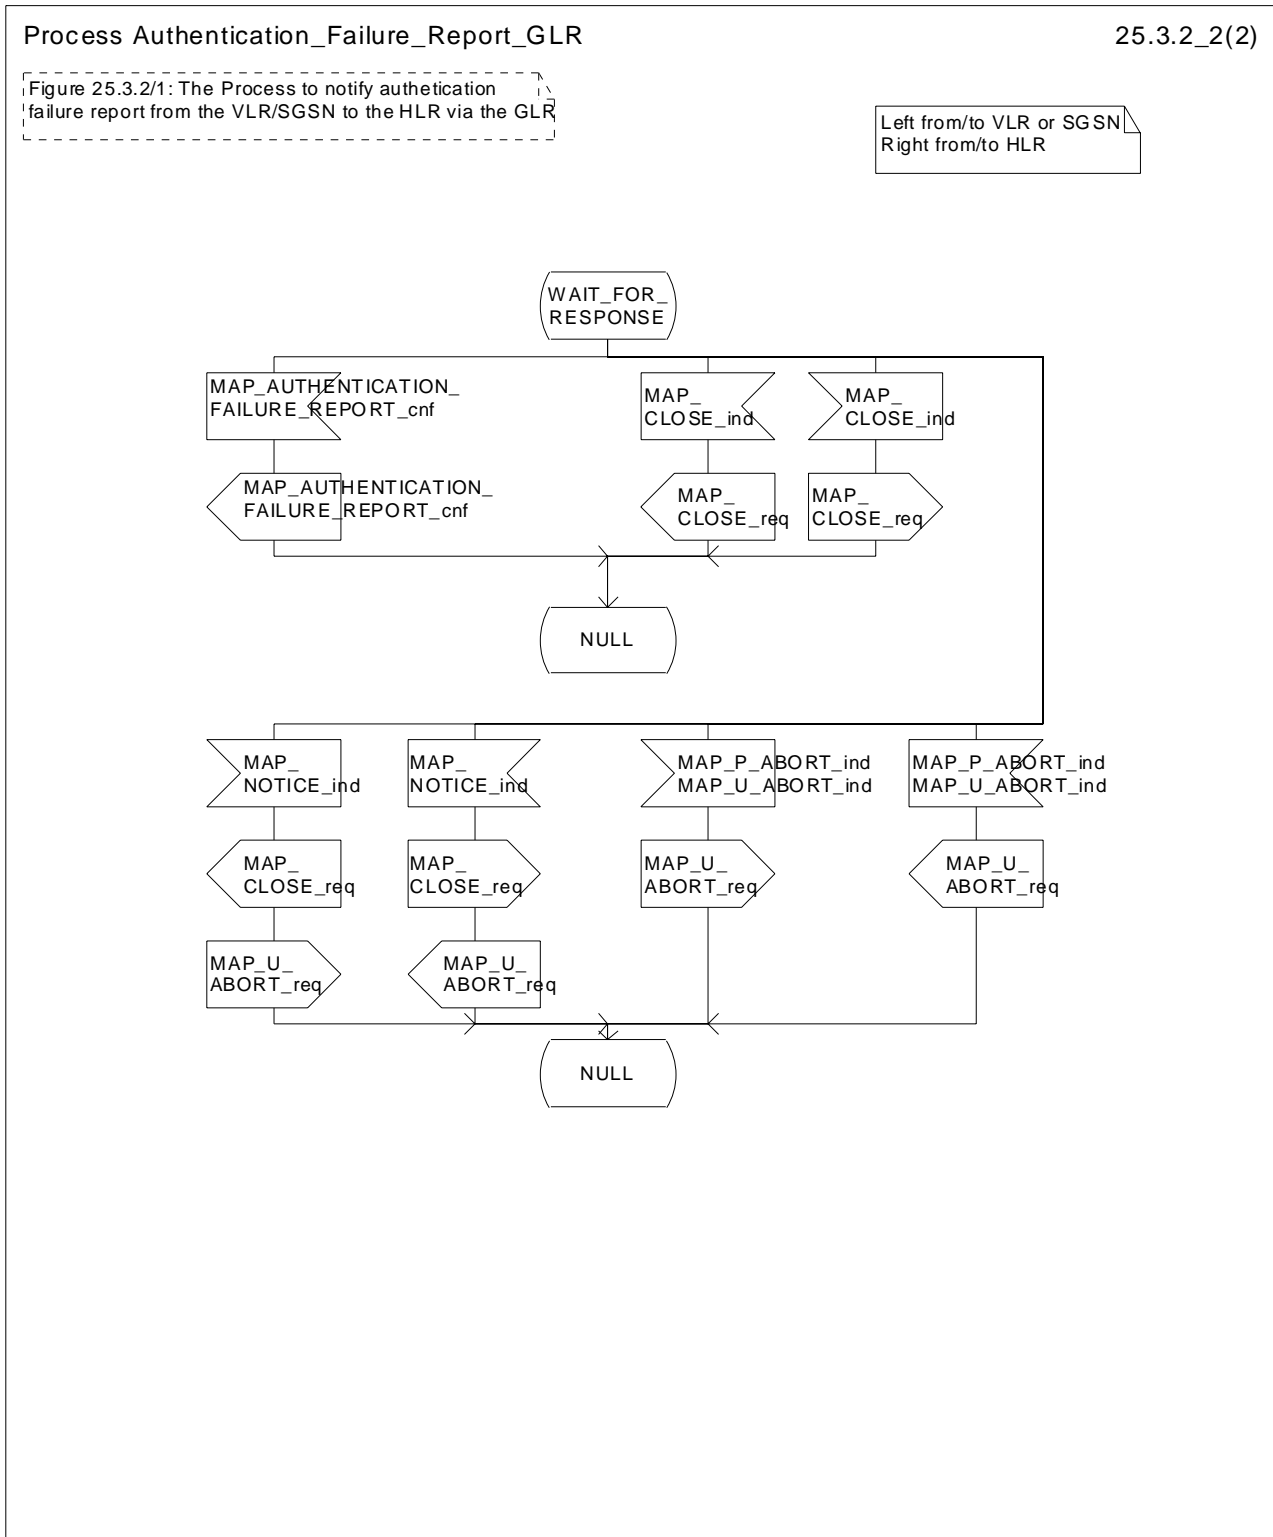 Process Authentication_Failure_Report_GLR
25.3.2_2(2)
Figure 25.3.2/1: The Process to notify authetication
failure report from the VLR/SGSN to the HLR via the GLR
Left from/to VLR or SGSN
Right from/to HLR
WAIT_FOR_
RESPONSE
MAP_AUTHENTICATION_
FAILURE_REPORT_cnf
MAP_
CLOSE_ind
MAP_
CLOSE_ind
MAP_AUTHENTICATION_
FAILURE_REPORT_cnf
MAP_
CLOSE_req
MAP_
CLOSE_req
NULL
MAP_
NOTICE_ind
MAP_
NOTICE_ind
MAP_P_ABORT_ind
MAP_U_ABORT_ind
MAP_P_ABORT_ind
MAP_U_ABORT_ind
MAP_
CLOSE_req
MAP_
CLOSE_req
MAP_U_
ABORT_req
MAP_U_
ABORT_req
MAP_U_
ABORT_req
MAP_U_
ABORT_req
NULL